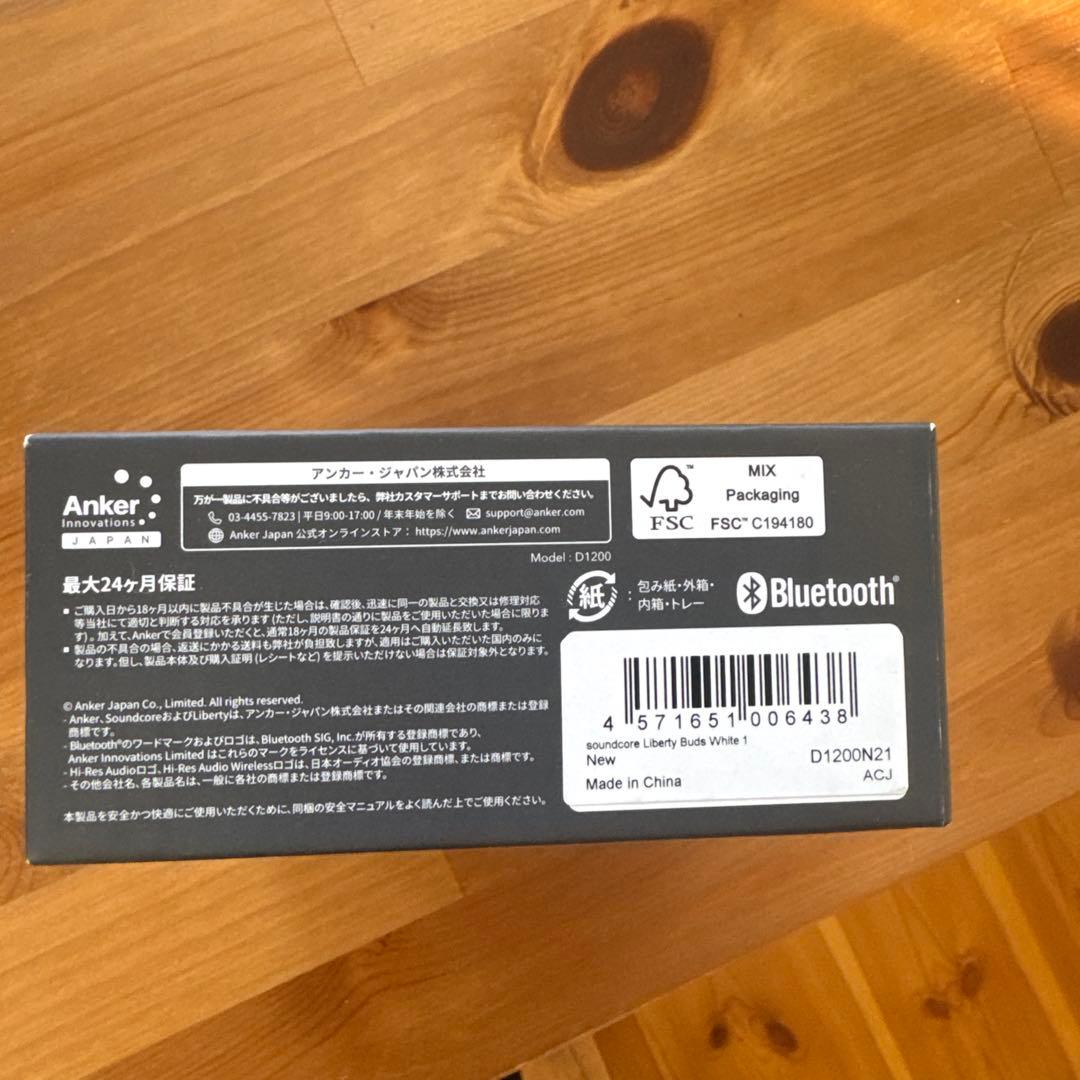 Anker
Innovations
JAPAN
アンカー・ジャパン株式会社
万が一製品に不具合等がございましたら、弊社カスタマーサポートまでお問い合わせください。
03-4455-7823 | 平日9:00-17:00 / 年末年始を除く support@anker.com
Anker Japan 公式オンラインストア： https://www.ankerjapan.com
FSC™
MIX
Packaging
FSC™ C194180
Model : D1200
最大24ヶ月保証
■ ご購入日から18ヶ月以内に製品不具合が生じた場合は、確認後、迅速に同一の製品と交換又は修理対応
等当社にて適切と判断する対応を承ります(ただし、説明書の通りに製品をご使用いただいた場合に限りま
す)。加えて、Ankerで会員登録いただくと、通常18ヶ月の製品保証を24ヶ月へ自動延長致します。
■ 製品の不具合の場合、返送にかかる送料も弊社が負担致しますが、適用はご購入いただいた国内のみに
なります。但し、製品本体及び購入証明(レシートなど)を提示いただけない場合は保証対象外となります。
紙 : 包み紙・外箱・
内箱・トレー
Bluetooth®
© Anker Japan Co., Limited. All rights reserved.
- Anker、SoundcoreおよびLibertyは、アンカー・ジャパン株式会社またはその関連会社の商標または登録
商標です。
- Bluetooth®のワードマークおよびロゴは、Bluetooth SIG, Inc.が所有する登録商標であり、
Anker Innovations Limited はこれらのマークをライセンスに基づいて使用しています。
- Hi-Res Audioロゴ、Hi-Res Audio Wirelessロゴは、日本オーディオ協会の登録商標、または商標です。
- その他会社名、各製品名は、一般に各社の商標または登録商標です。
本製品を安全かつ快適にご使用いただくために、同梱の安全マニュアルをよく読んだ上でご使用ください。
4 571651 006438
soundcore Liberty Buds White 1
New D1200N21
Made in China ACJ